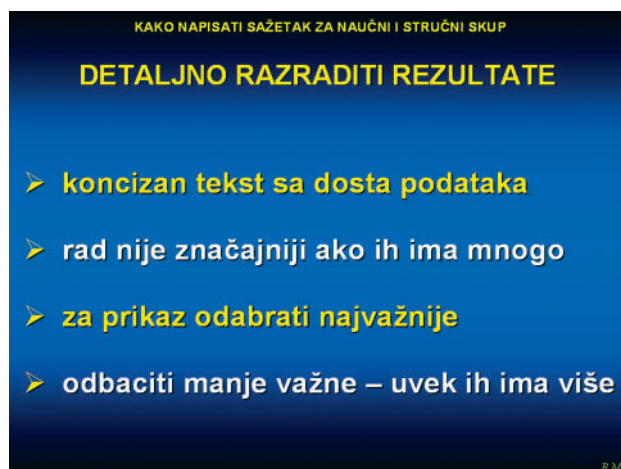 KAKO NAPISATI SAŽETAK ZA NAUČNI I STRUČNI SKUP
DETALJNO RAZRADITI REZULTATE
➢ koncizan tekst sa dosta podataka
➢ rad nije značajniji ako ih ima mnogo
➢ za prikaz odabrati najvažnije
➢ odbaciti manje važne – uvek ih ima više